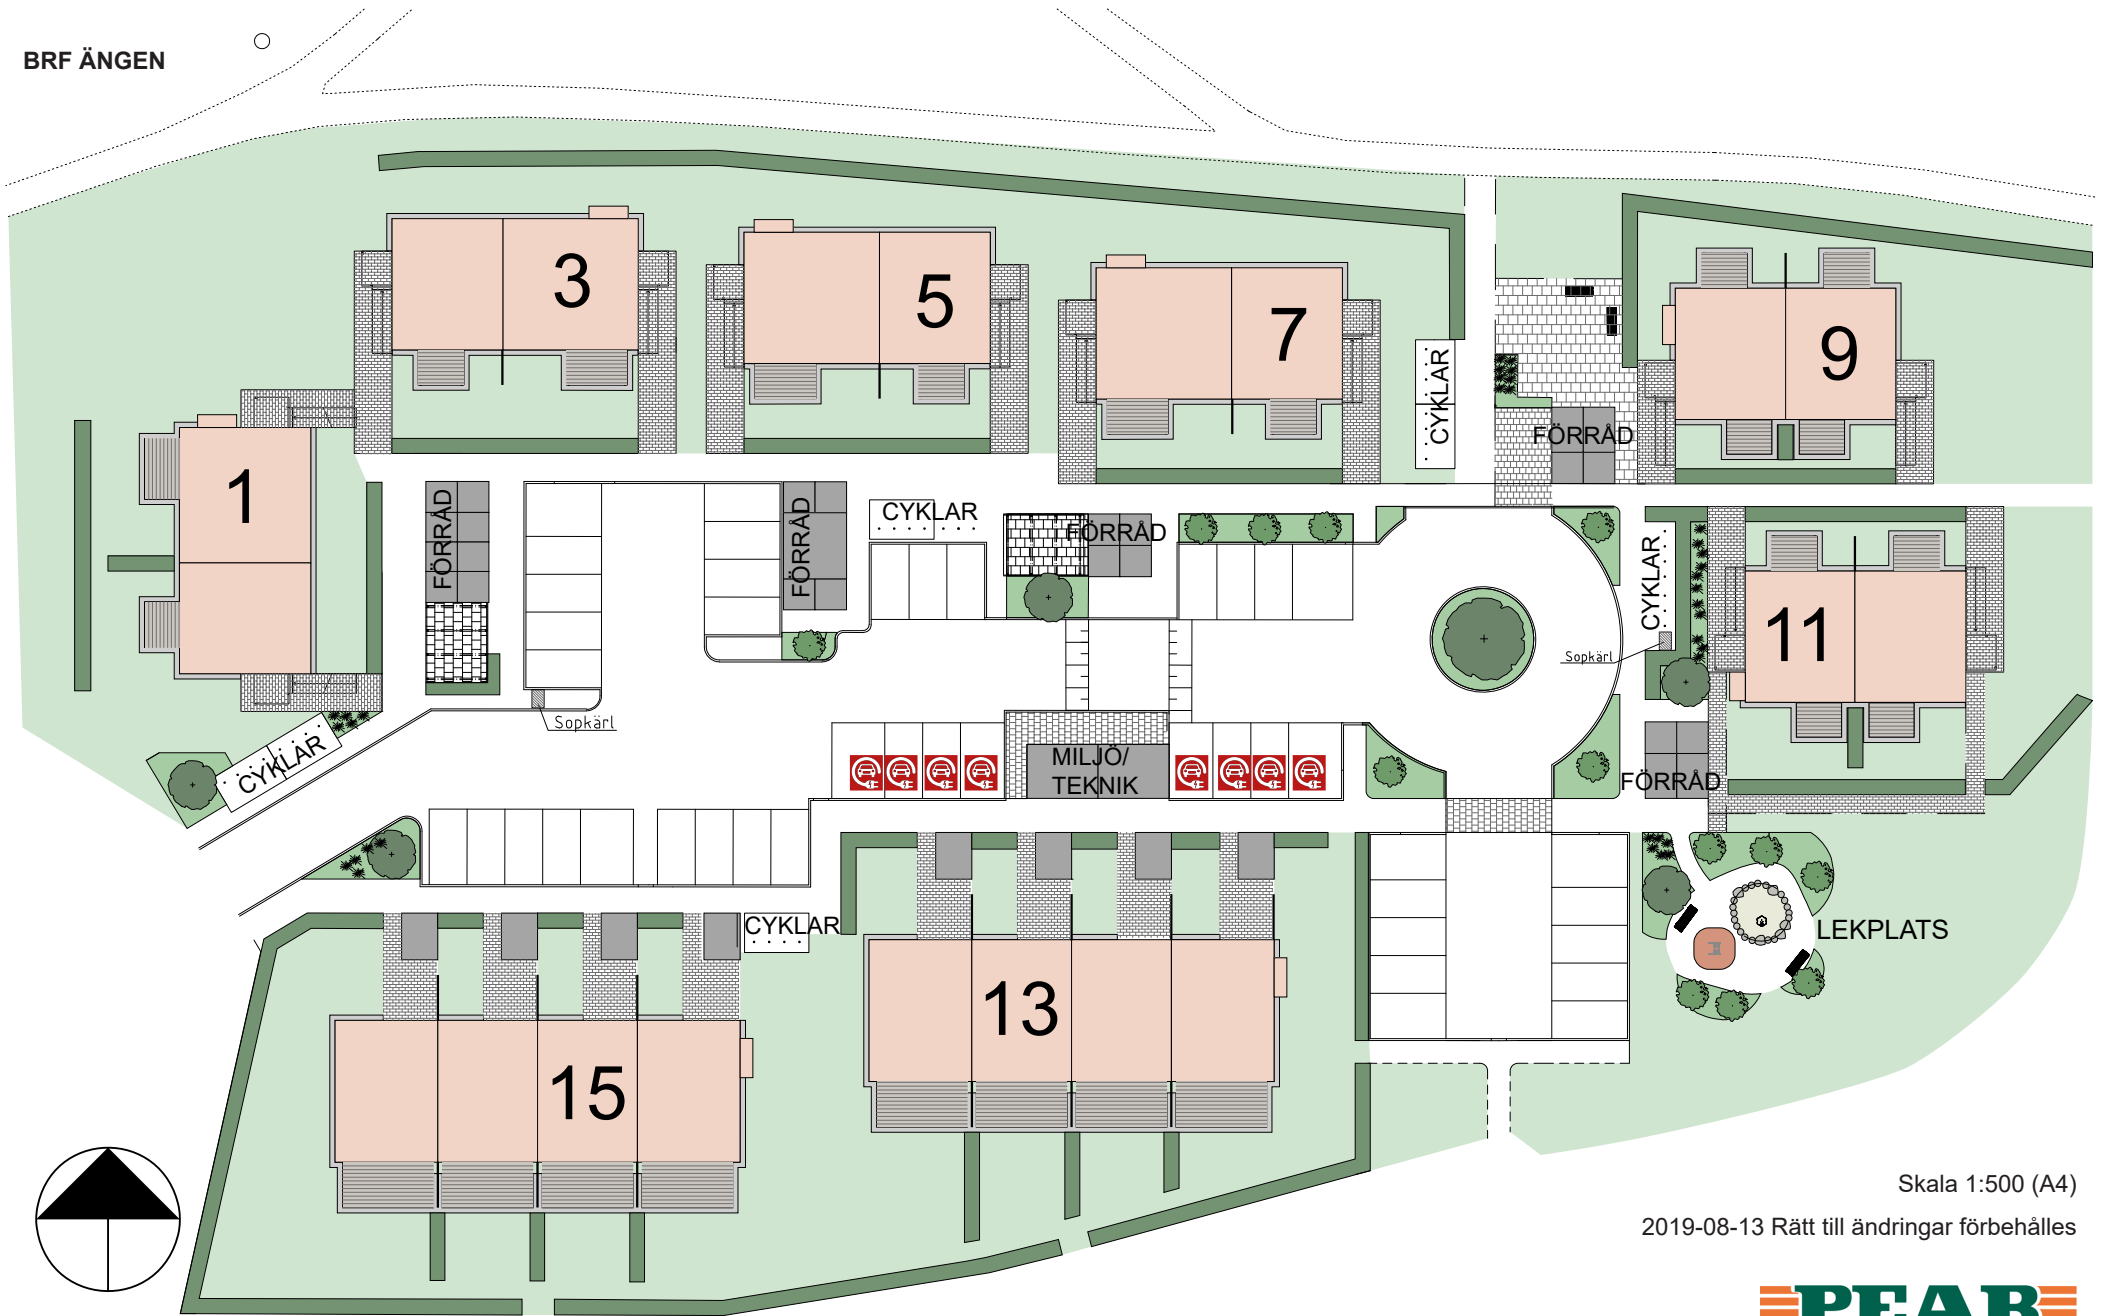 BRF ÄNGEN
3
5
7
9
1
CYKLAR
FÖRRÅD
FÖRRÅD
FÖRRÅD
CYKLAR
FÖRRÅD
CYKLAR
11
Sopkärl
Sopkärl
CYKLAR
MILJÖ/
TEKNIK
FÖRRÅD
CYKLAR
LEKPLATS
13
15
Skala 1:500 (A4)
2019-08-13 Rätt till ändringar förbehålles
PEAB